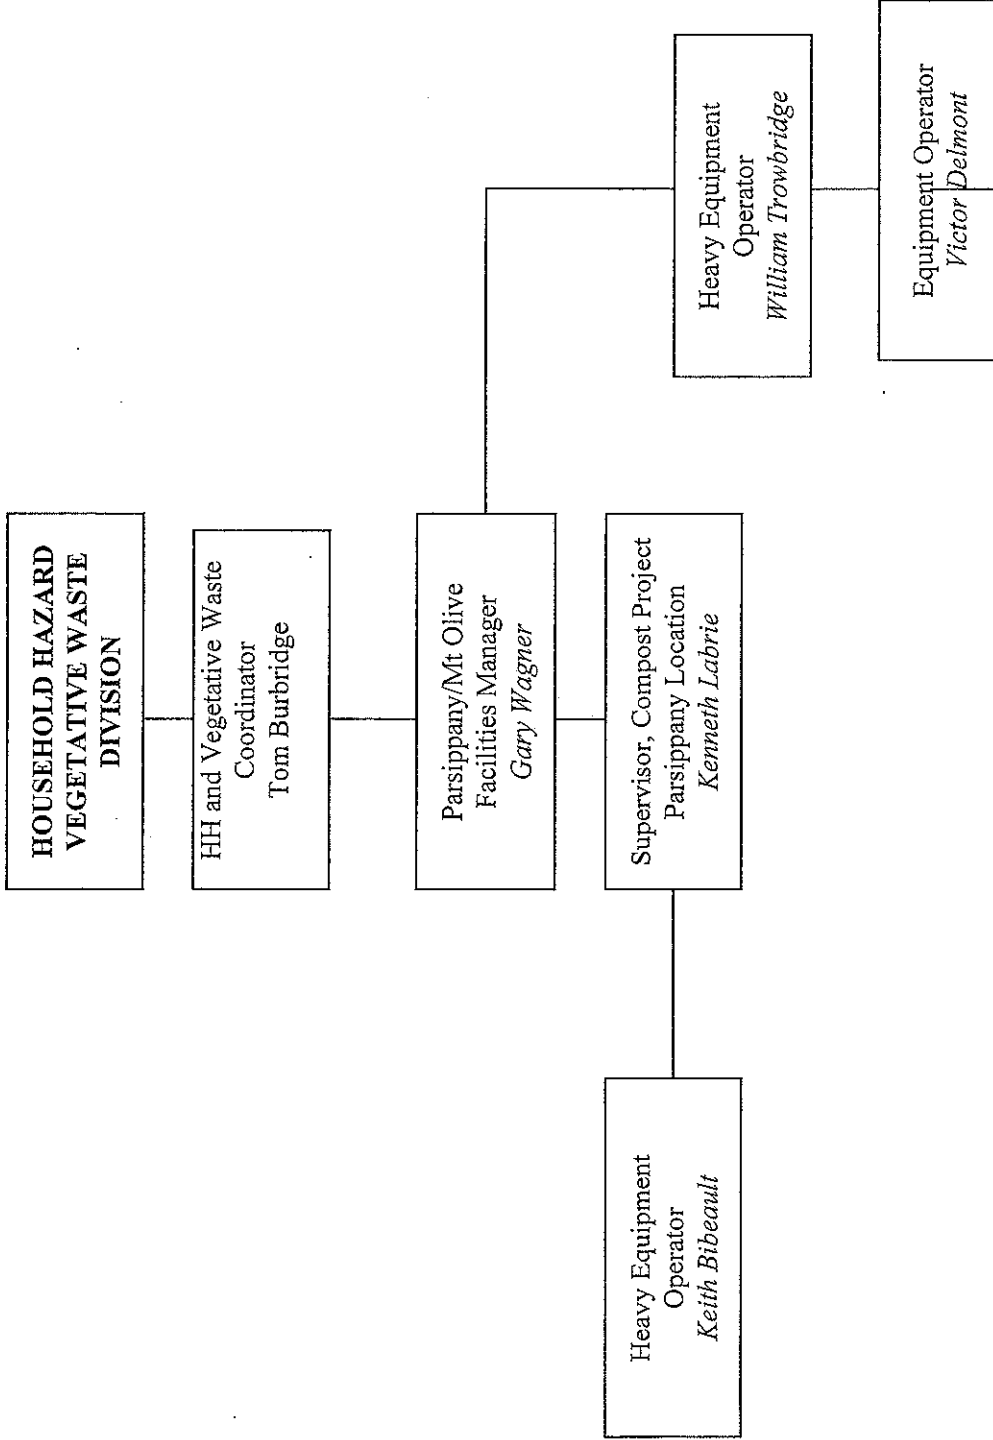 HOUSEHOLD HAZARD
VEGETATIVE WASTE
DIVISION
HH and Vegetative Waste
Coordinator
Tom Burbridge
Parsippany/Mt Olive
Facilities Manager
Gary Wagner
Supervisor, Compost Project
Parsippany Location
Kenneth Labrie
Heavy Equipment
Operator
Keith Bibeault
Heavy Equipment
Operator
William Trowbridge
Equipment Operator
Victor Delmont